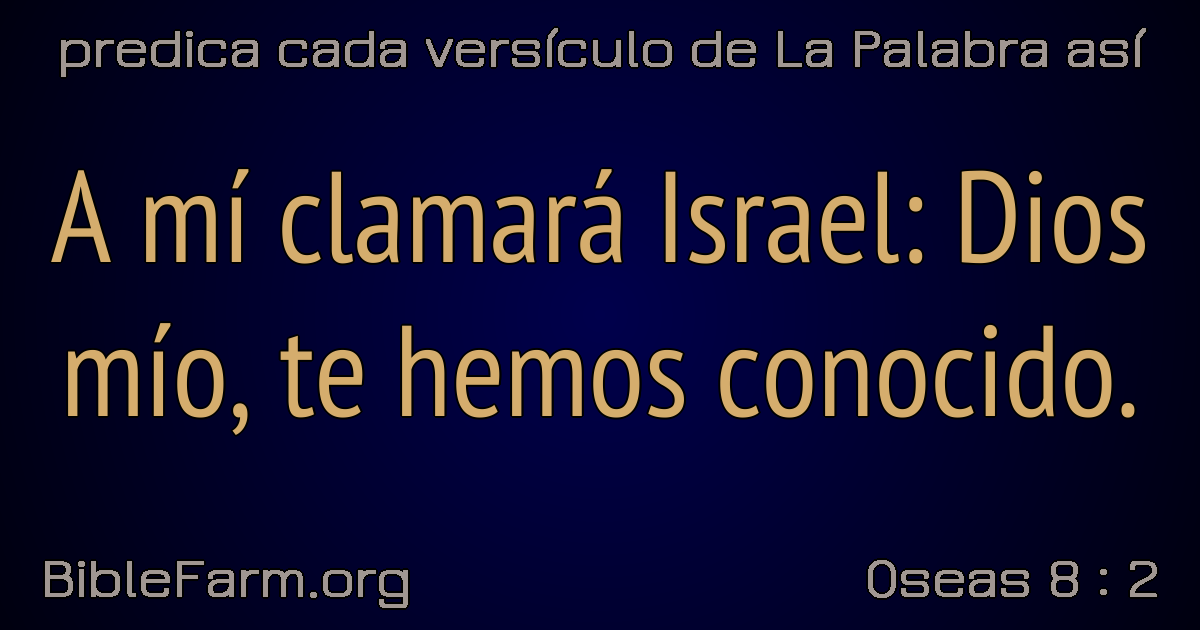 predica cada versículo de La Palabra así
A mí clamará Israel: Dios
mío, te hemos conocido.
BibleFarm.org
Oseas 8 : 2